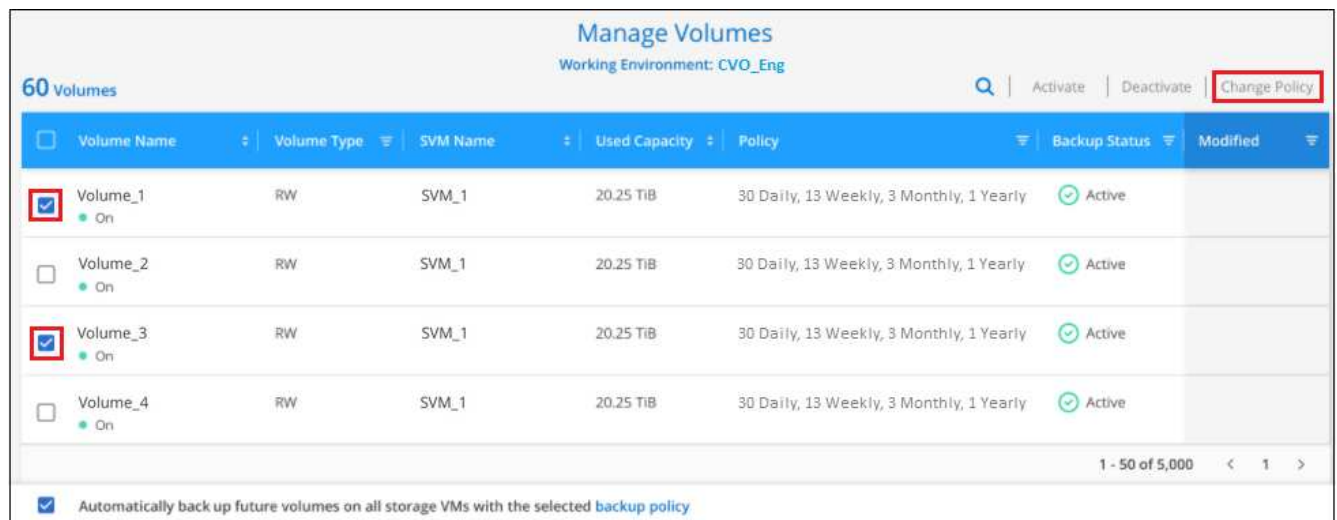 Manage Volumes
Working Environment: CVO_Eng
60 Volumes
Activate | Deactivate | Change Policy
Volume Name Volume Type SVM Name Used Capacity Policy Backup Status Modified
Volume_1 RW SVM_1 20.25 TiB 30 Daily, 13 Weekly, 3 Monthly, 1 Yearly Active
On
Volume_2 RW SVM_1 20.25 TiB 30 Daily, 13 Weekly, 3 Monthly, 1 Yearly Active
On
Volume_3 RW SVM_1 20.25 TiB 30 Daily, 13 Weekly, 3 Monthly, 1 Yearly Active
On
Volume_4 RW SVM_1 20.25 TiB 30 Daily, 13 Weekly, 3 Monthly, 1 Yearly Active
On
1 - 50 of 5,000 < 1 >
Automatically back up future volumes on all storage VMs with the selected backup policy